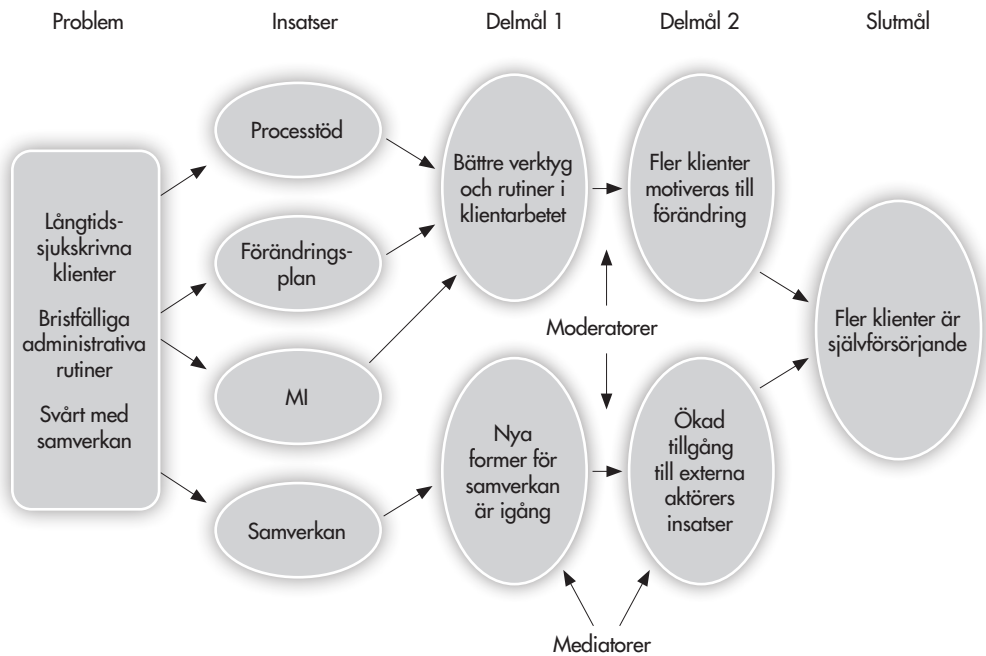 Problem
Insatser
Delmål 1
Delmål 2
Slutmål
Långtids-
sjukskrivna
klienter
Bristfälliga
administrativa
rutiner
Svårt med
samverkan
Processtöd
Förändrings-
plan
MI
Samverkan
Bättre verktyg
och rutiner i
klientarbetet
Nya
former för
samverkan
är igång
Moderatorer
Mediatorer
Fler klienter
motiveras till
förändring
Ökad
tillgång
till externa
aktörers
insatser
Fler klienter är
självförsörjande